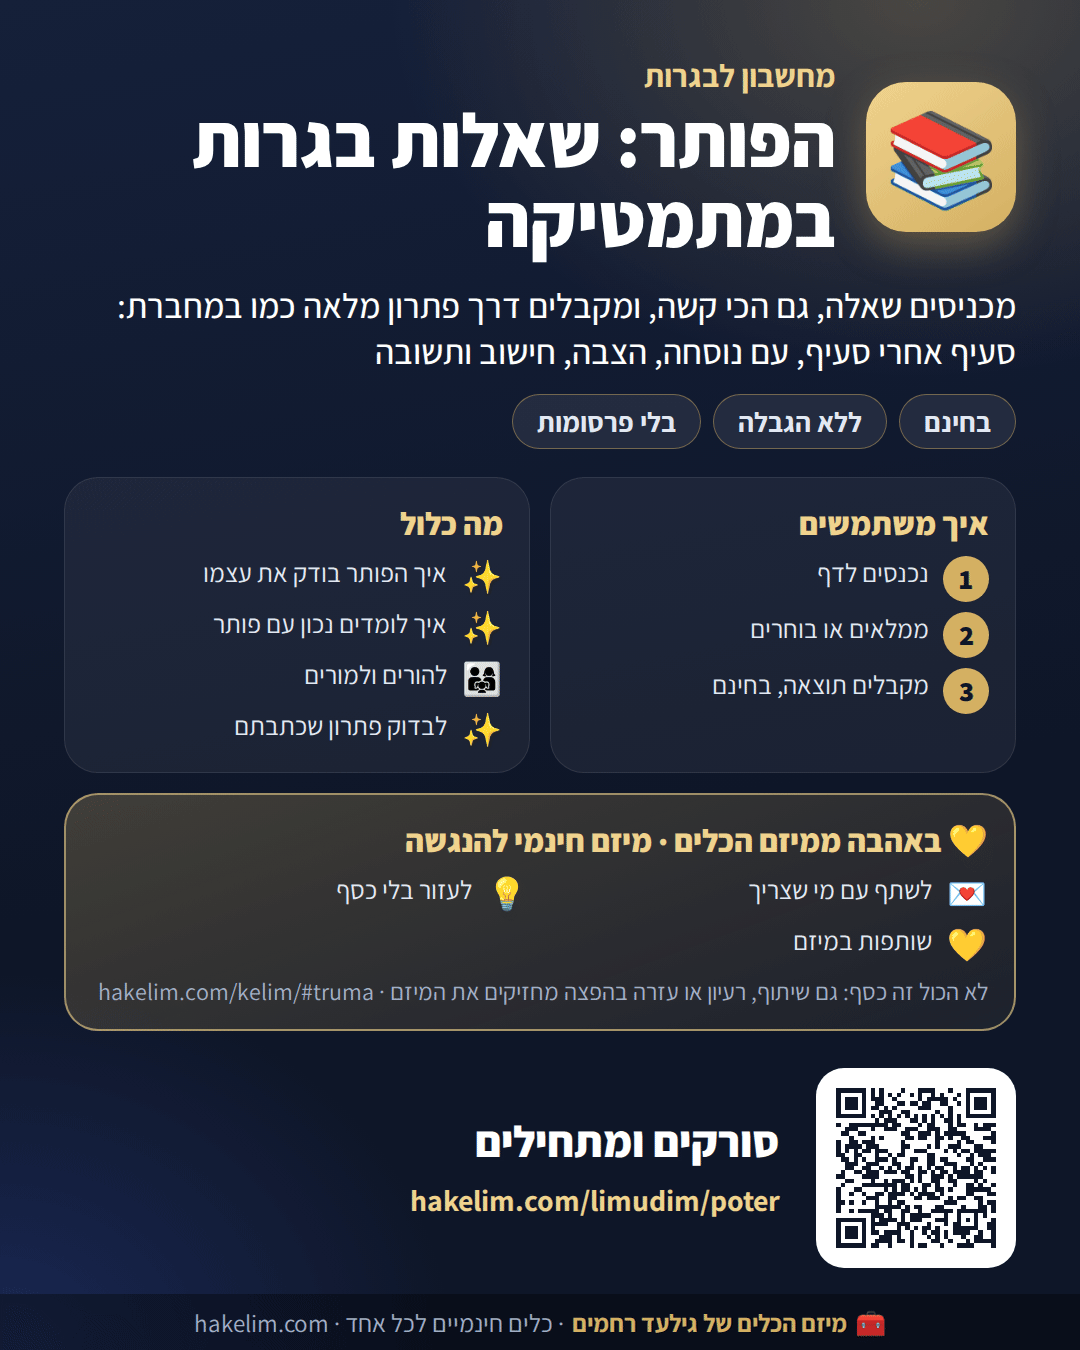 מחשבון לבגרות
הפותר: שאלות בגרות
במתמטיקה
מכניסים שאלה, גם הכי קשה, ומקבלים דרך פתרון מלאה כמו במחברת:
סעיף אחרי סעיף, עם נוסחה, הצבה, חישוב ותשובה
בחינם
ללא הגבלה
בלי פרסומות
איך משתמשים
1 נכנסים לדף
2 ממלאים או בוחרים
3 מקבלים תוצאה, בחינם
מה כלול
איך הפותר בודק את עצמו
איך לומדים נכון עם פותר
להורים ולמורים
לבדוק פתרון שכתבתם
באהבה ממיזם הכלים · מיזם חינמי להנגשה
לשתף עם מי שצריך
לעזור בלי כסף
שותפות במיזם
לא הכול זה כסף: גם שיתוף, רעיון או עזרה בהפצה מחזיקים את המיזם · hakelim.com/kelim/#truma
סורקים ומתחילים
hakelim.com/limudim/poter
מיזם הכלים של גילעד רחמים · כלים חינמיים לכל אחד · hakelim.com